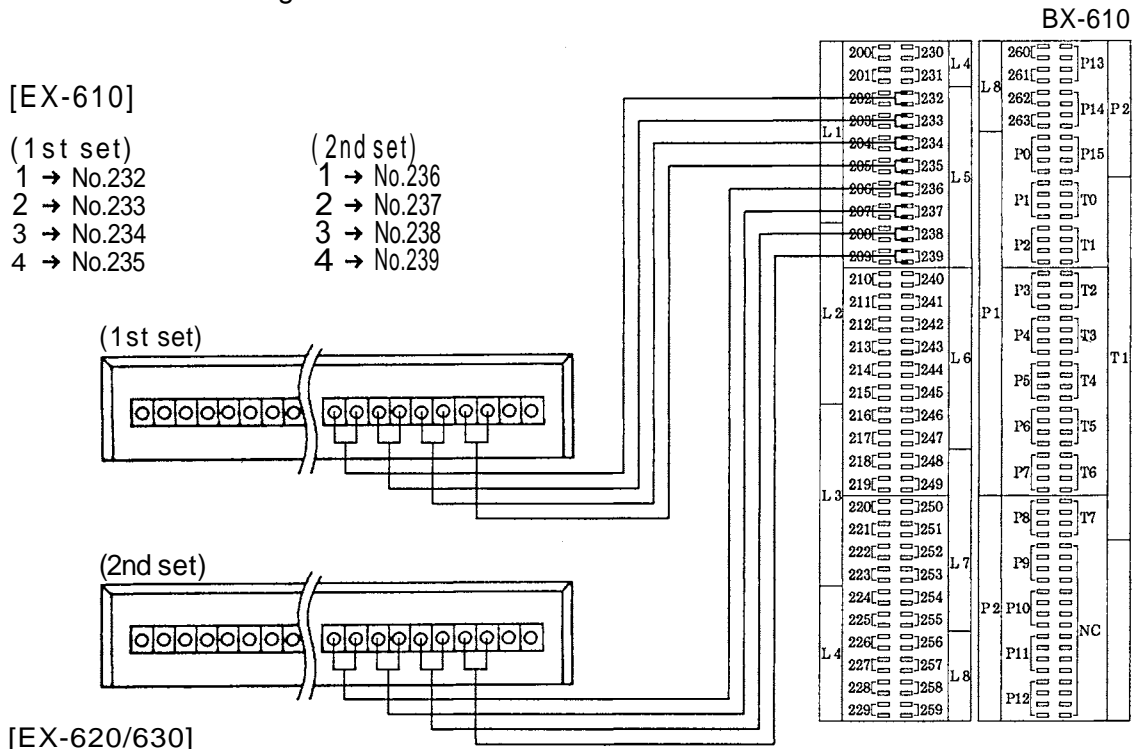 BX-610
[EX-610]
(1st set)
1 → No.232
2 → No.233
3 → No.234
4 → No.235
(2nd set)
1 → No.236
2 → No.237
3 → No.238
4 → No.239
(1st set)
(2nd set)
[EX-620/630]
L1
L2
L3
L4
200 230
201 231
202 232
203 233
204 234
205 235
206 236
207 237
208 238
209 239
210 240
211 241
212 242
213 243
214 244
215 245
216 246
217 247
218 248
219 249
220 250
221 251
222 252
223 253
224 254
225 255
226 256
227 257
228 258
229 259
L4
L5
L6
L7
L8
L8
P1
P2
260 P13
261
262 P14
263
P0 P15
P1 T0
P2 T1
P3 T2
P4 T3
P5 T4
P6 T5
P7 T6
P8 T7
P9
P10
P11
P12
NC
P2
T1